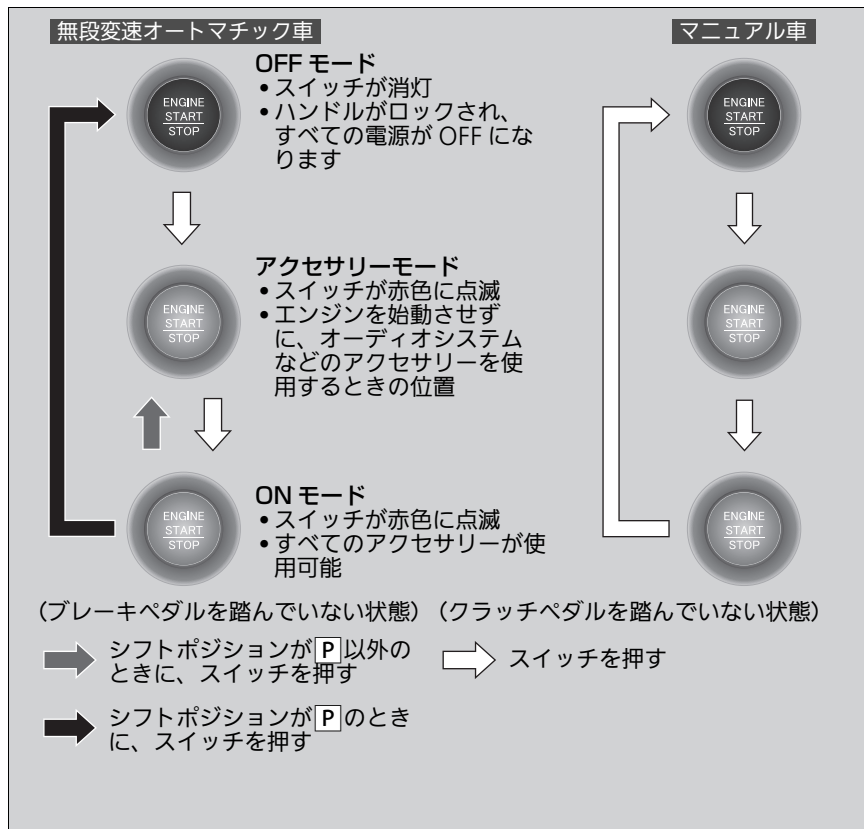 無段変速オートマチック車
OFF モード
ENGINE
START
STOP
•スイッチが消灯
•ハンドルがロックされ、
すべての電源が OFF にな
ります
アクセサリーモード
ENGINE
START
STOP
•スイッチが赤色に点滅
•エンジンを始動させず
に、オーディオシステム
などのアクセサリーを使
用するときの位置
ON モード
ENGINE
START
STOP
•スイッチが赤色に点滅
•すべてのアクセサリーが使
用可能
(ブレーキペダルを踏んでいない状態)
マニュアル車
ENGINE
START
STOP
ENGINE
START
STOP
ENGINE
START
STOP
(クラッチペダルを踏んでいない状態)
シフトポジションが P 以外の
ときに、スイッチを押す
スイッチを押す
シフトポジションが P のとき
に、スイッチを押す